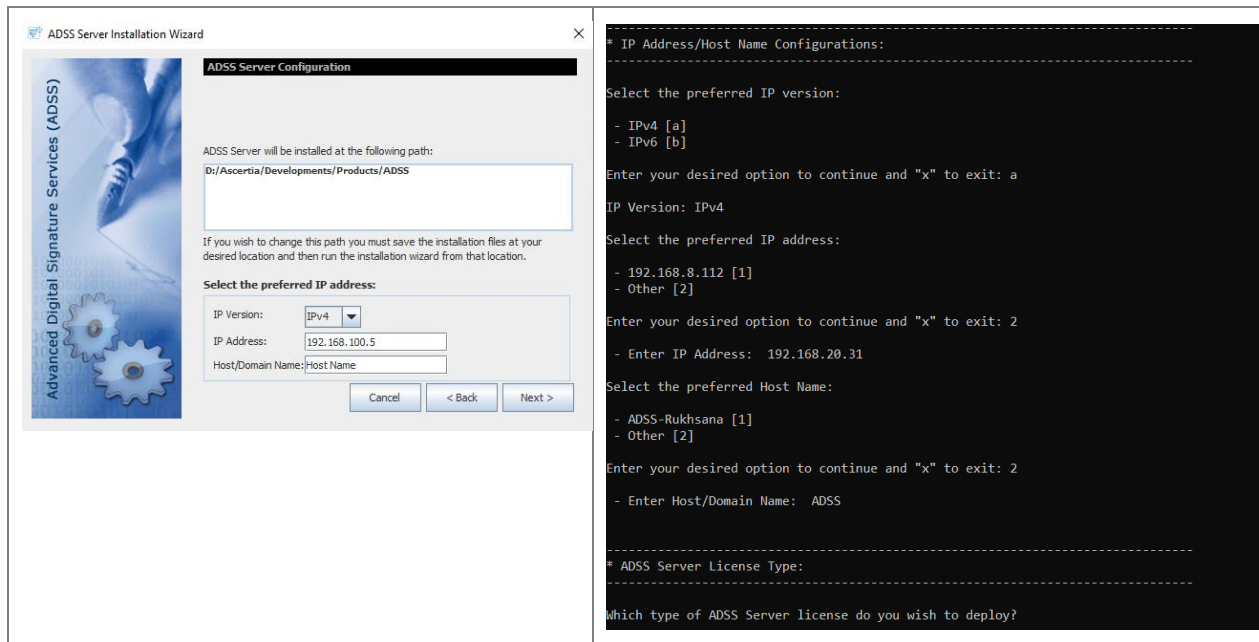 ADSS Server Installation Wizard
Advanced Digital Signature Services (ADSS)
ADSS Server Configuration
ADSS Server will be installed at the following path:
D:/Ascertia/Developments/Products/ADSS
If you wish to change this path you must save the installation files at your
desired location and then run the installation wizard from that location.
Select the preferred IP address:
IP Version: IPv4
IP Address: 192.168.100.5
Host/Domain Name: Host Name
Cancel < Back Next >
--------------------------------------------------------------------------------
* IP Address/Host Name Configurations:
--------------------------------------------------------------------------------
Select the preferred IP version:
- IPv4 [a]
- IPv6 [b]
Enter your desired option to continue and "x" to exit: a
IP Version: IPv4
Select the preferred IP address:
- 192.168.8.112 [1]
- Other [2]
Enter your desired option to continue and "x" to exit: 2
- Enter IP Address:  192.168.20.31
Select the preferred Host Name:
- ADSS-Rukhsana [1]
- Other [2]
Enter your desired option to continue and "x" to exit: 2
- Enter Host/Domain Name:  ADSS
--------------------------------------------------------------------------------
* ADSS Server License Type:
--------------------------------------------------------------------------------
Which type of ADSS Server license do you wish to deploy?